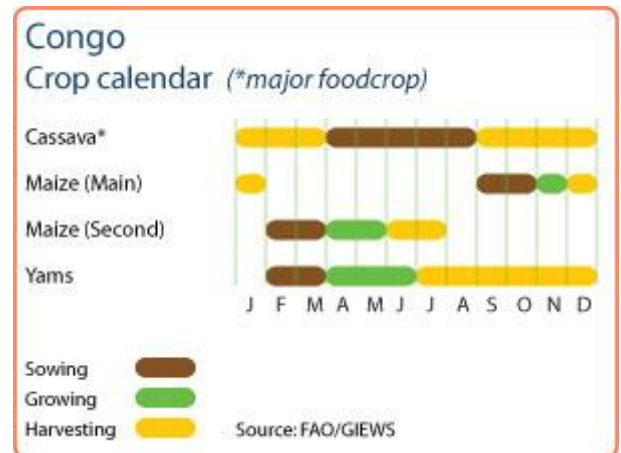 Congo
Crop calendar (*major foodcrop)
Cassava*
Maize (Main)
Maize (Second)
Yams
J F M A M J J A S O N D
Sowing
Growing
Harvesting Source: FAO/GIEWS